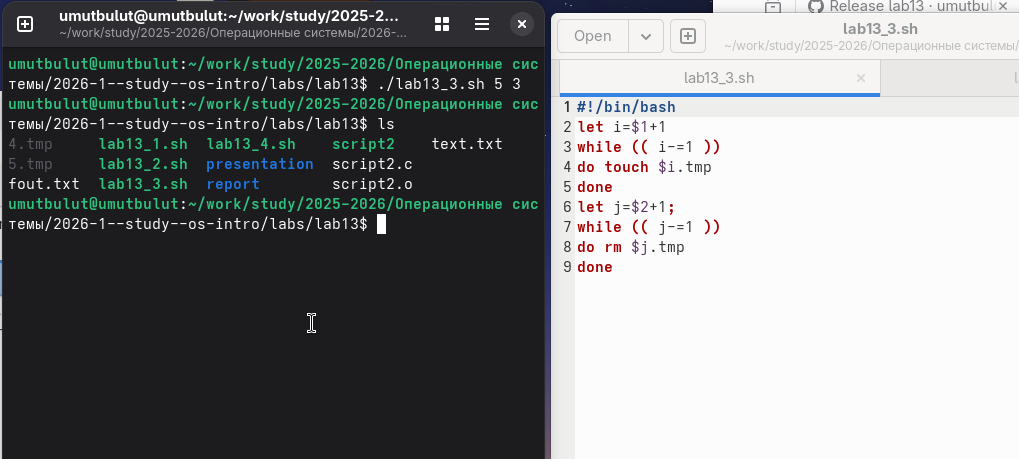 umutbulut@umutbulut:~/work/study/2025-2...
~/work/study/2025-2026/Операционные системы/2026-...
umutbulut@umutbulut:~/work/study/2025-2026/Операционные сис
темы/2026-1--study--os-intro/labs/lab13$ ./lab13_3.sh 5 3
umutbulut@umutbulut:~/work/study/2025-2026/Операционные сис
темы/2026-1--study--os-intro/labs/lab13$ ls
4.tmp lab13_1.sh lab13_4.sh script2 text.txt
5.tmp lab13_2.sh presentation script2.c
fout.txt lab13_3.sh report script2.o
umutbulut@umutbulut:~/work/study/2025-2026/Операционные сис
темы/2026-1--study--os-intro/labs/lab13$
Release lab13 · umutbul
Open
lab13_3.sh
~/work/study/2025-2026/Операционные системы/
lab13_3.sh
1 #!/bin/bash
2 let i=$1+1
3 while (( i-=1 ))
4 do touch $i.tmp
5 done
6 let j=$2+1;
7 while (( j-=1 ))
8 do rm $j.tmp
9 done